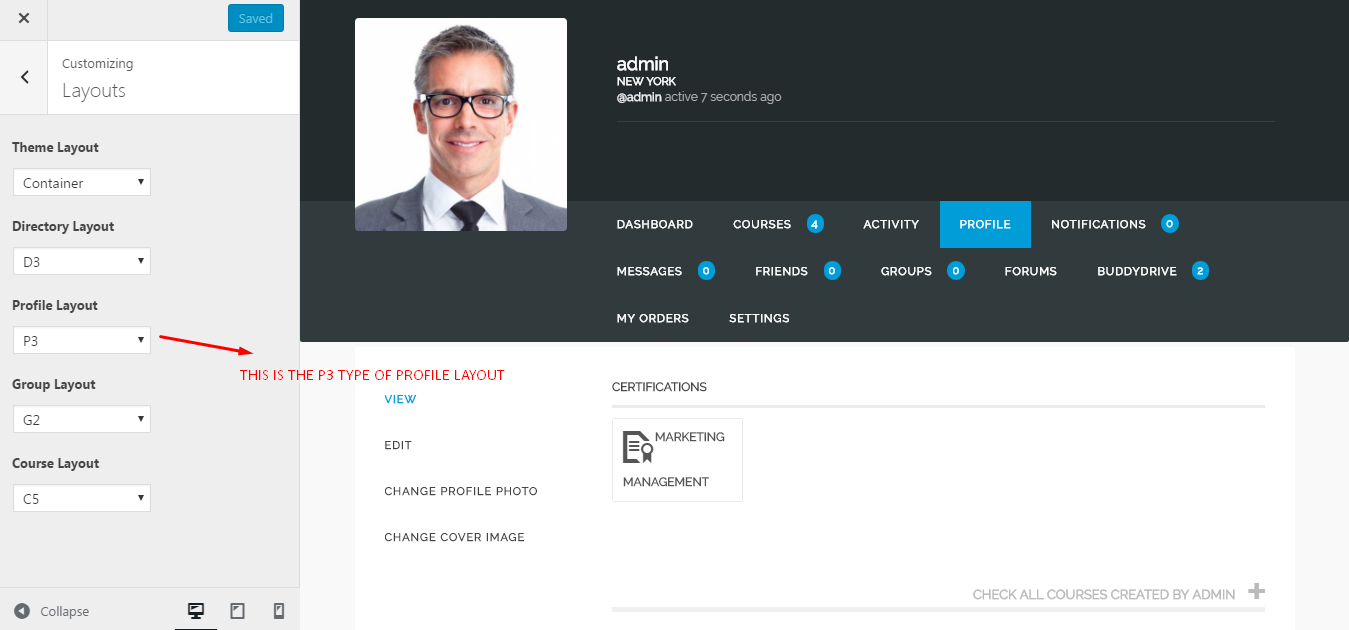 Saved
Customizing
Layouts
Theme Layout
Container
Directory Layout
D3
Profile Layout
P3
Group Layout
G2
Course Layout
C5
Collapse
admin
NEW YORK
@admin active 7 seconds ago
DASHBOARD COURSES 4 ACTIVITY PROFILE NOTIFICATIONS 0
MESSAGES 0 FRIENDS 0 GROUPS 0 FORUMS BUDDYDRIVE 2
MY ORDERS SETTINGS
THIS IS THE P3 TYPE OF PROFILE LAYOUT
VIEW
EDIT
CHANGE PROFILE PHOTO
CHANGE COVER IMAGE
CERTIFICATIONS
MARKETING
MANAGEMENT
CHECK ALL COURSES CREATED BY ADMIN